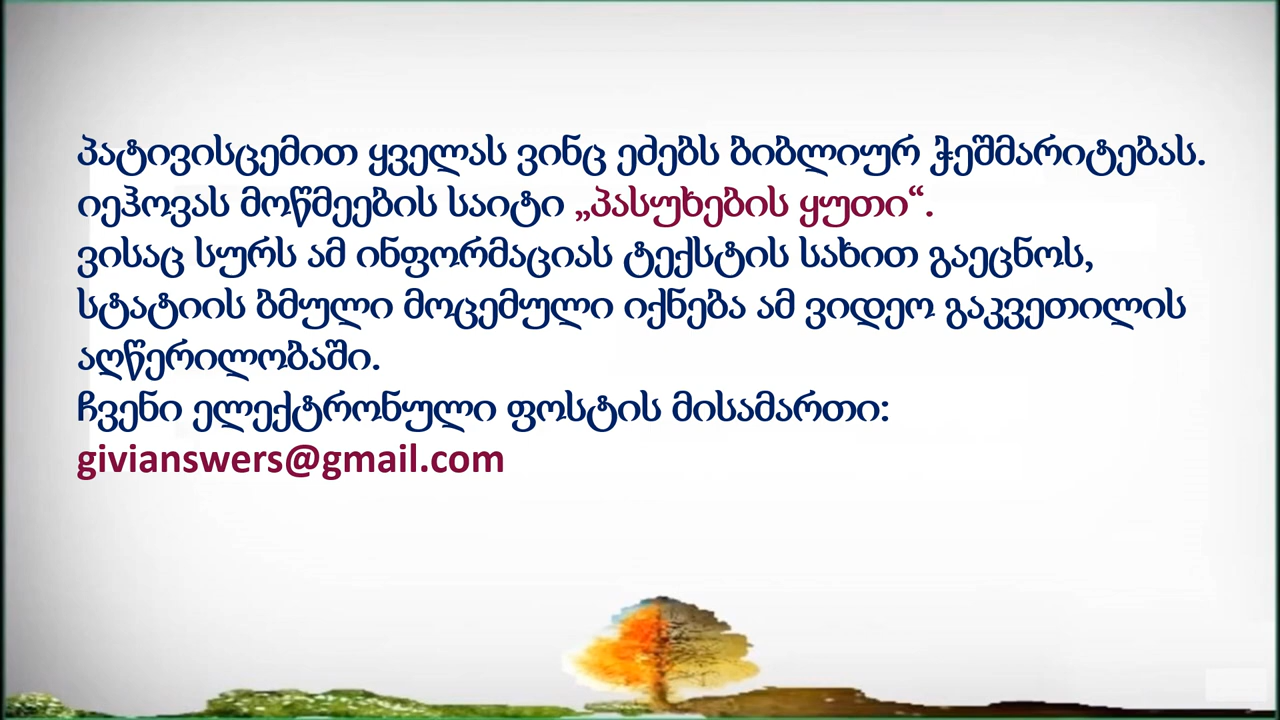 პატივისცემით ყველას ვინც ეძებს ბიბლიურ ჭეშმარიტებას.
იეჰოვას მოწმეების საიტი „პასუხების ყუთი“.
ვისაც სურს ამ ინფორმაციას ტექსტის სახით გაეცნოს,
სტატიის ბმული მოცემული იქნება ამ ვიდეო გაკვეთილის
აღწერილობაში.
ჩვენი ელექტრონული ფოსტის მისამართი:
givianswers@gmail.com